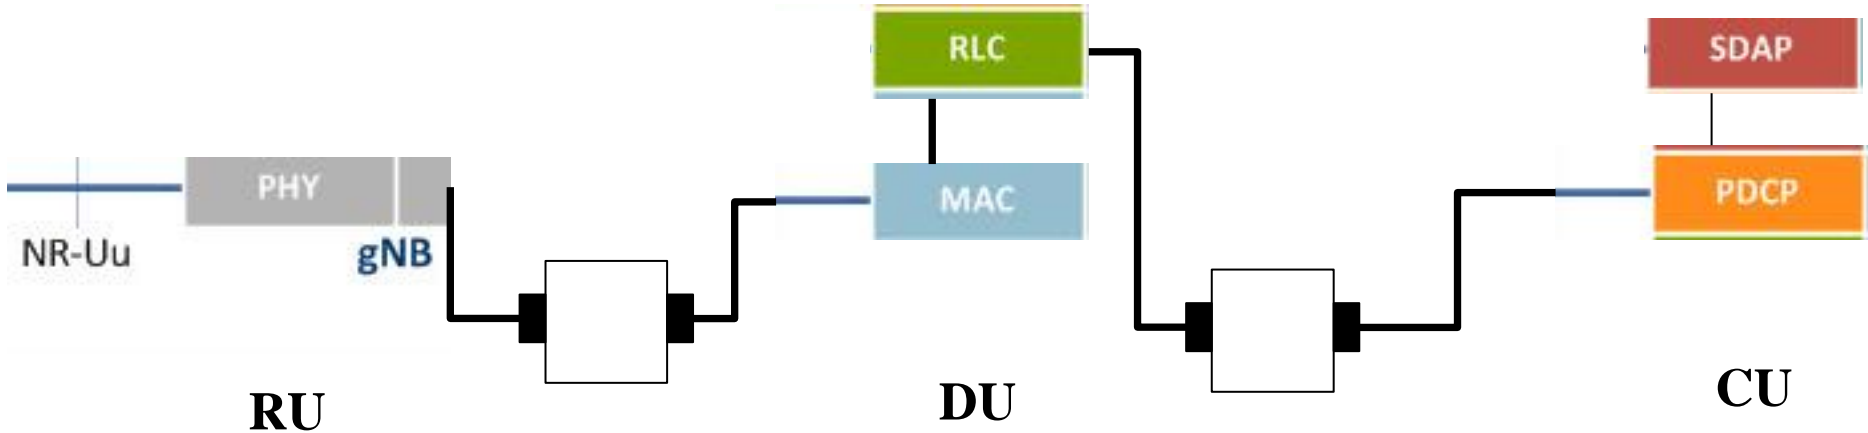 RLC
SDAP
PHY
MAC
PDCP
NR-Uu
gNB
RU
DU
CU